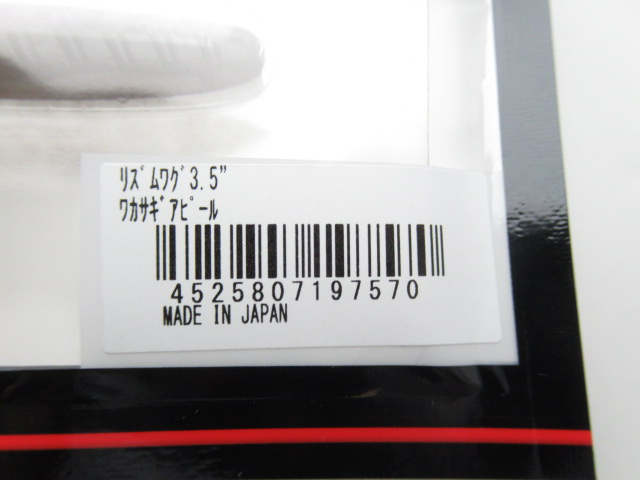 ﾘｽﾞﾑﾜｸﾞ3.5"
ﾜｶｻｷﾞｱﾋﾟｰﾙ
4525807197570
MADE IN JAPAN